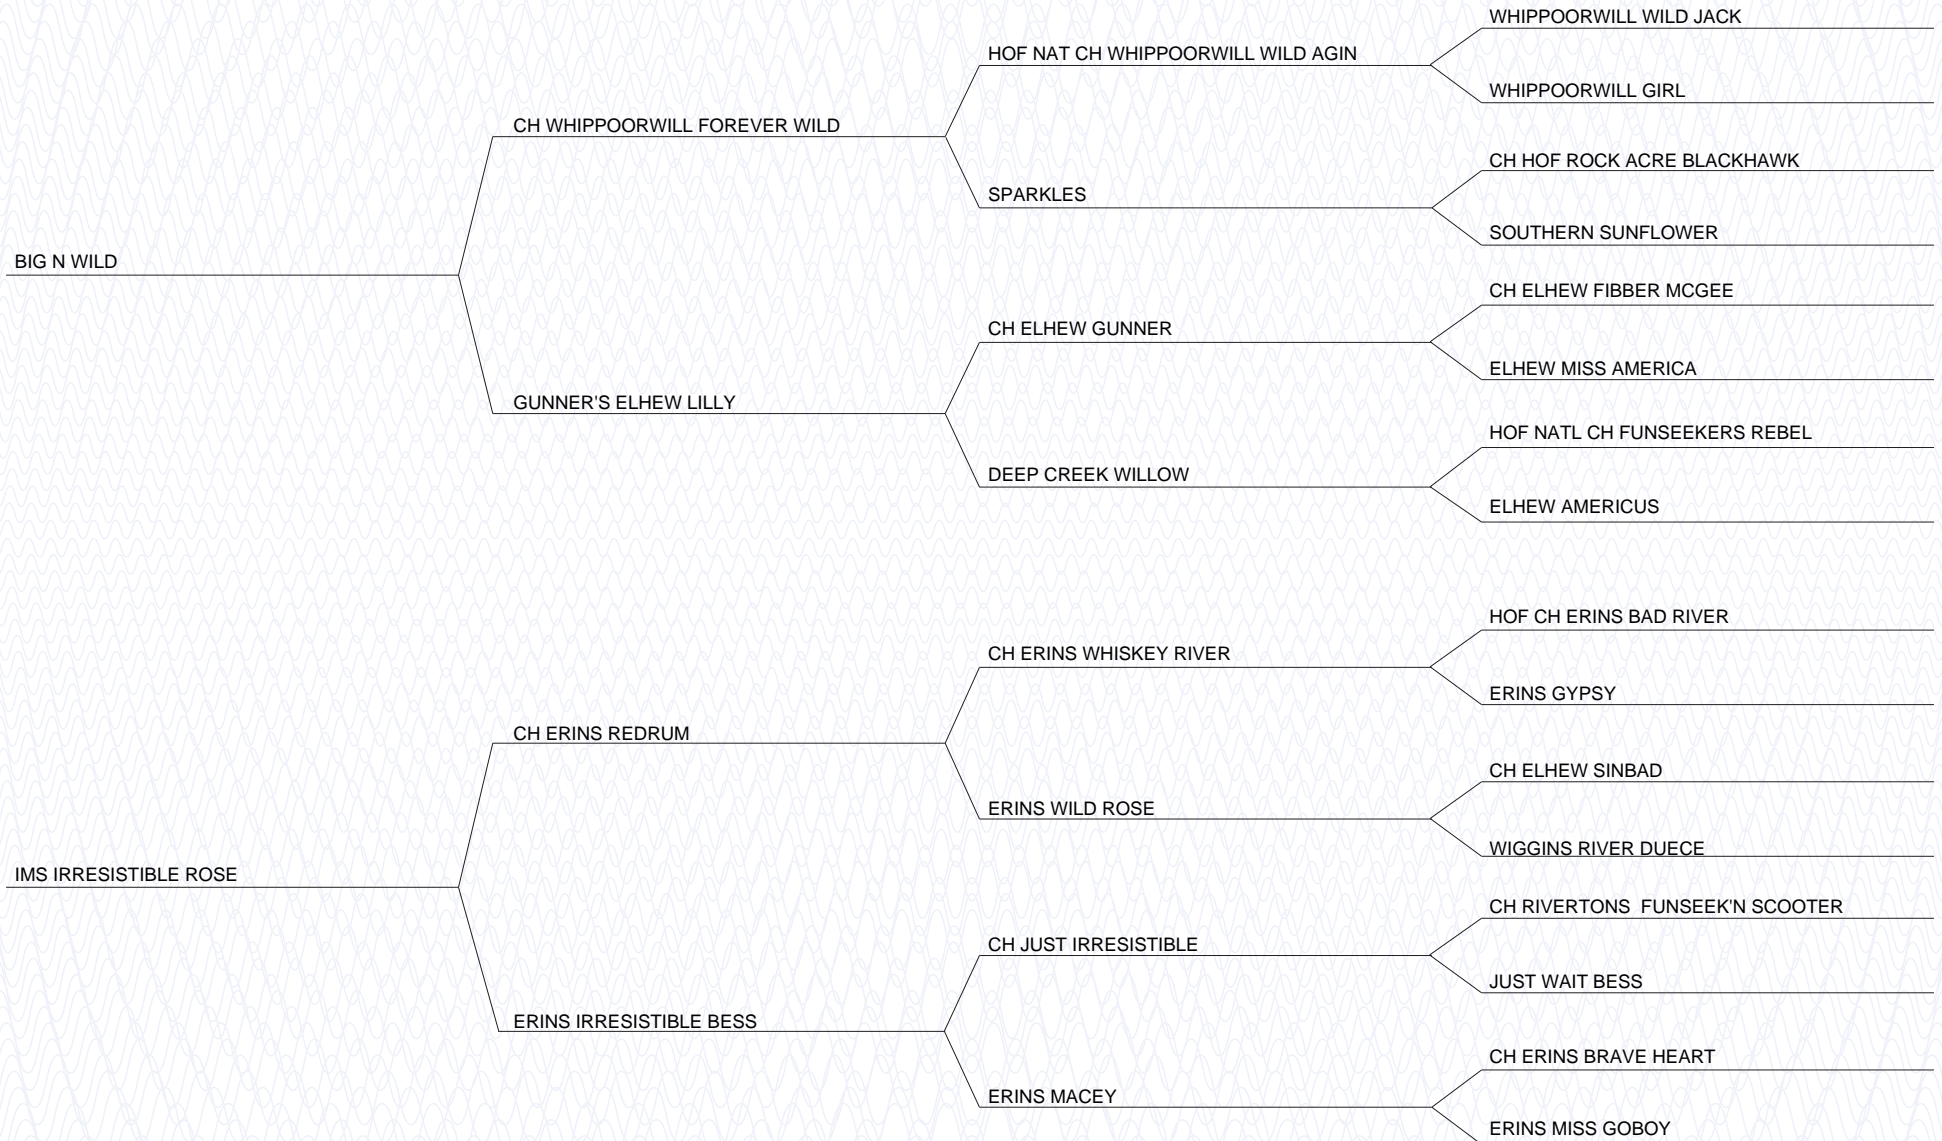 WHIPPOORWILL WILD JACK
HOF NAT CH WHIPPOORWILL WILD AGIN
WHIPPOORWILL GIRL
CH WHIPPOORWILL FOREVER WILD
CH HOF ROCK ACRE BLACKHAWK
SPARKLES
SOUTHERN SUNFLOWER
BIG N WILD
CH ELHEW FIBBER MCGEE
CH ELHEW GUNNER
ELHEW MISS AMERICA
GUNNER'S ELHEW LILLY
HOF NATL CH FUNSEEKERS REBEL
DEEP CREEK WILLOW
ELHEW AMERICUS
HOF CH ERINS BAD RIVER
CH ERINS WHISKEY RIVER
ERINS GYPSY
CH ERINS REDRUM
CH ELHEW SINBAD
ERINS WILD ROSE
WIGGINS RIVER DUECE
IMS IRRESISTIBLE ROSE
CH RIVERTONS  FUNSEEK'N SCOOTER
CH JUST IRRESISTIBLE
JUST WAIT BESS
ERINS IRRESISTIBLE BESS
CH ERINS BRAVE HEART
ERINS MACEY
ERINS MISS GOBOY